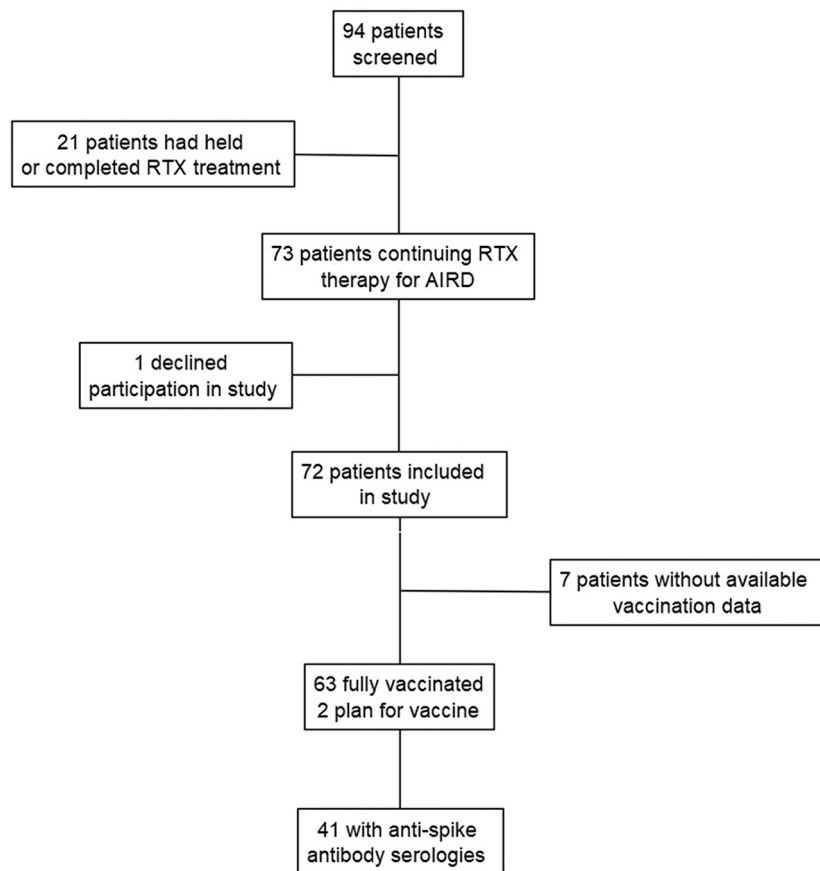 94 patients
screened
21 patients had held
or completed RTX treatment
73 patients continuing RTX
therapy for AIRD
1 declined
participation in study
72 patients included
in study
7 patients without available
vaccination data
63 fully vaccinated
2 plan for vaccine
41 with anti-spike
antibody serologies